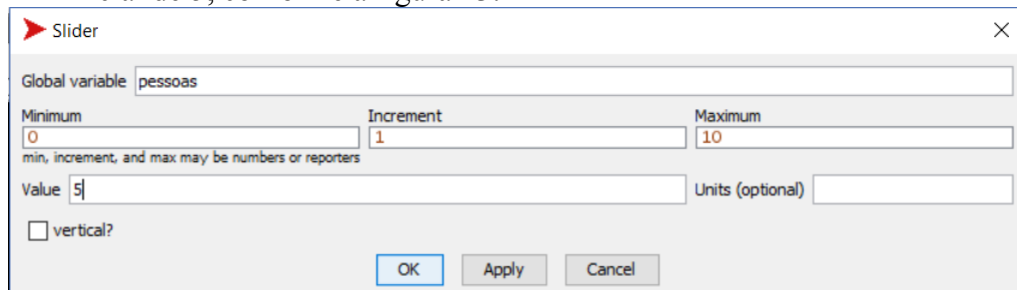 Slider
Global variable pessoas
Minimum Increment Maximum
0 1 10
min, increment, and max may be numbers or reporters
Value 5 Units (optional)
vertical?
OK Apply Cancel